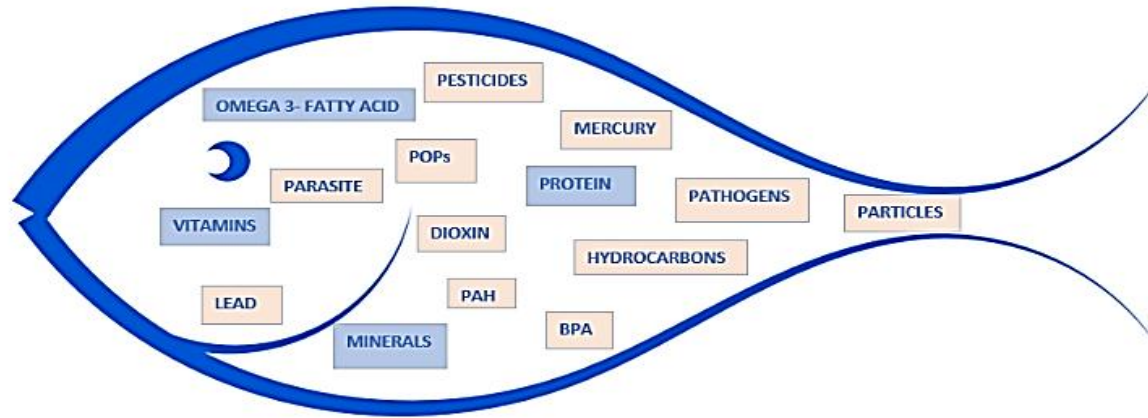 PESTICIDES
OMEGA 3- FATTY ACID
MERCURY
POPs
PARASITE
PROTEIN
PATHOGENS
PARTICLES
VITAMINS
DIOXIN
HYDROCARBONS
LEAD
PAH
BPA
MINERALS